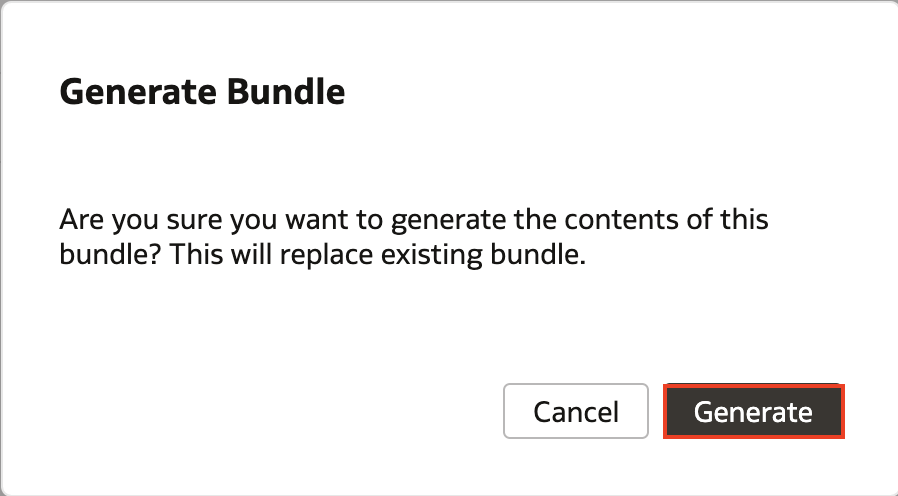 Generate Bundle
Are you sure you want to generate the contents of this
bundle? This will replace existing bundle.
Cancel
Generate